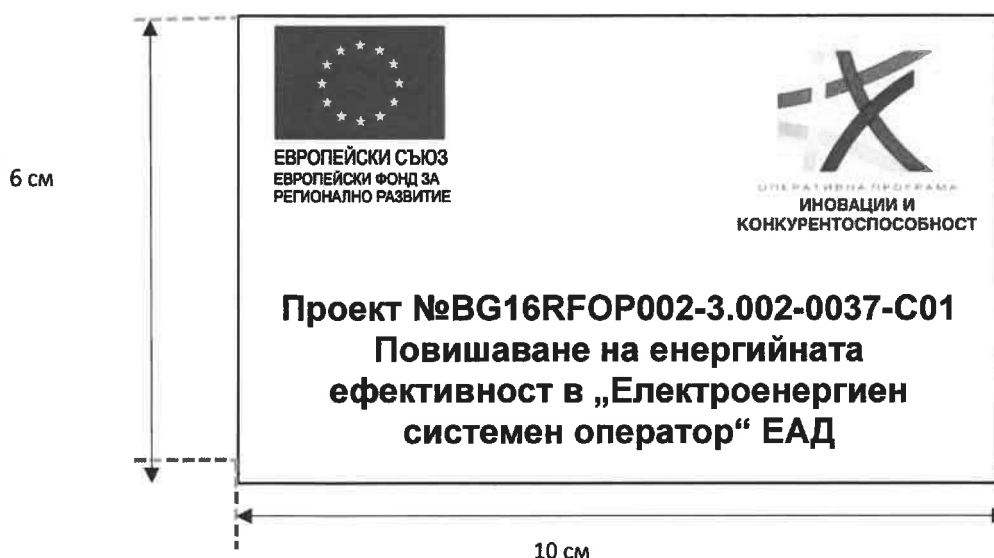 6 см
ЕВРОПЕЙСКИ СЪЮЗ
ЕВРОПЕЙСКИ ФОНД ЗА
РЕГИОНАЛНО РАЗВИТИЕ
ОПЕРАТИВНА ПРОГРАМА
ИНОВАЦИИ И
КОНКУРЕНТОСПОСОБНОСТ
Проект №BG16RFOP002-3.002-0037-C01
Повишаване на енергийната
ефективност в „Електроенергиен
системен оператор“ ЕАД
10 см